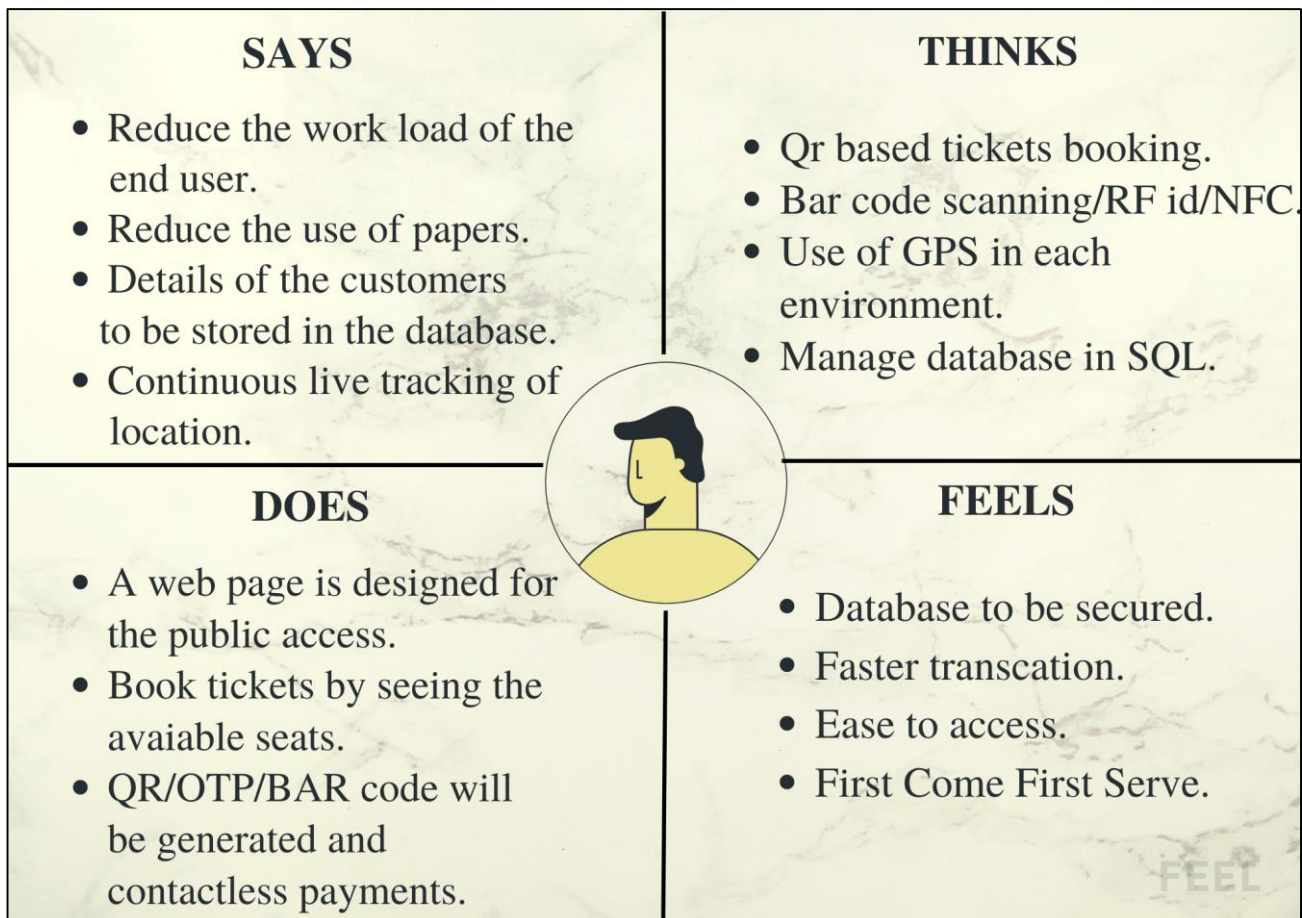 SAYS
• Reduce the work load of the
end user.
• Reduce the use of papers.
• Details of the customers
to be stored in the database.
• Continuous live tracking of
location.
THINKS
• Qr based tickets booking.
• Bar code scanning/RF id/NFC.
• Use of GPS in each
environment.
• Manage database in SQL.
DOES
• A web page is designed for
the public access.
• Book tickets by seeing the
avaiable seats.
• QR/OTP/BAR code will
be generated and
contactless payments.
FEELS
• Database to be secured.
• Faster transcation.
• Ease to access.
• First Come First Serve.
FEEL